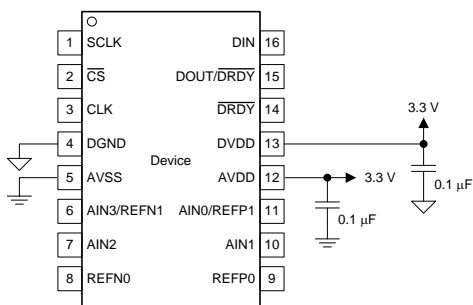 1 SCLK DIN 16
2 CS DOUT/DRDY 15
3 CLK DRDY 14
3.3 V
4 DGND DVDD 13
Device
5 AVSS AVDD 12 3.3 V
0.1 µF
6 AIN3/REFN1 AIN0/REFP1 11
0.1 µF
7 AIN2 AIN1 10
8 REFN0 REFP0 9